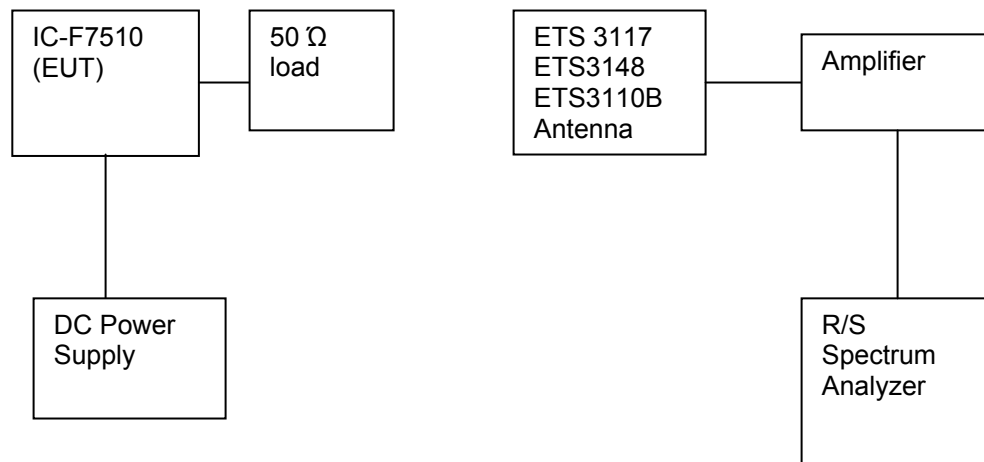 IC-F7510
(EUT)
50 Ω
load
ETS 3117
ETS3148
ETS3110B
Antenna
Amplifier
DC Power
Supply
R/S
Spectrum
Analyzer